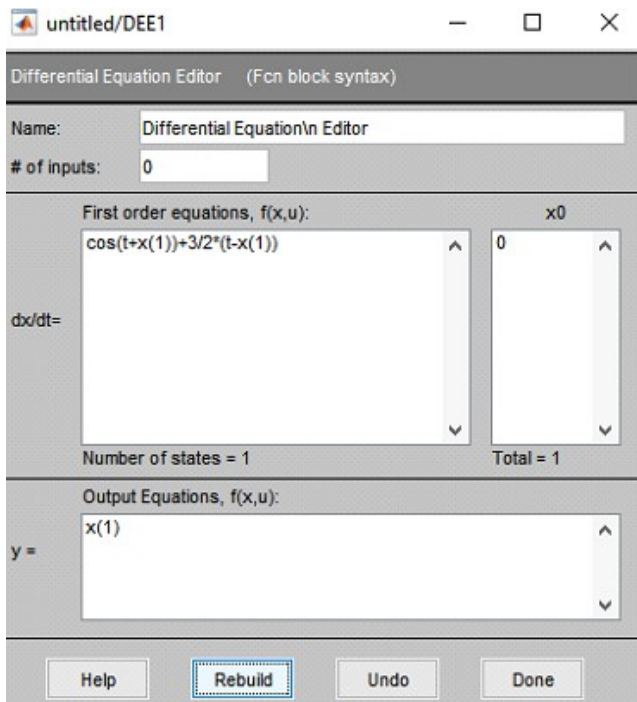 untitled/DEE1
Differential Equation Editor (Fcn block syntax)
Name: Differential Equation\n Editor
# of inputs: 0
First order equations, f(x,u): x0
dx/dt= cos(t+x(1))+3/2*(t-x(1)) 0
Number of states = 1 Total = 1
Output Equations, f(x,u):
y = x(1)
Help Rebuild Undo Done